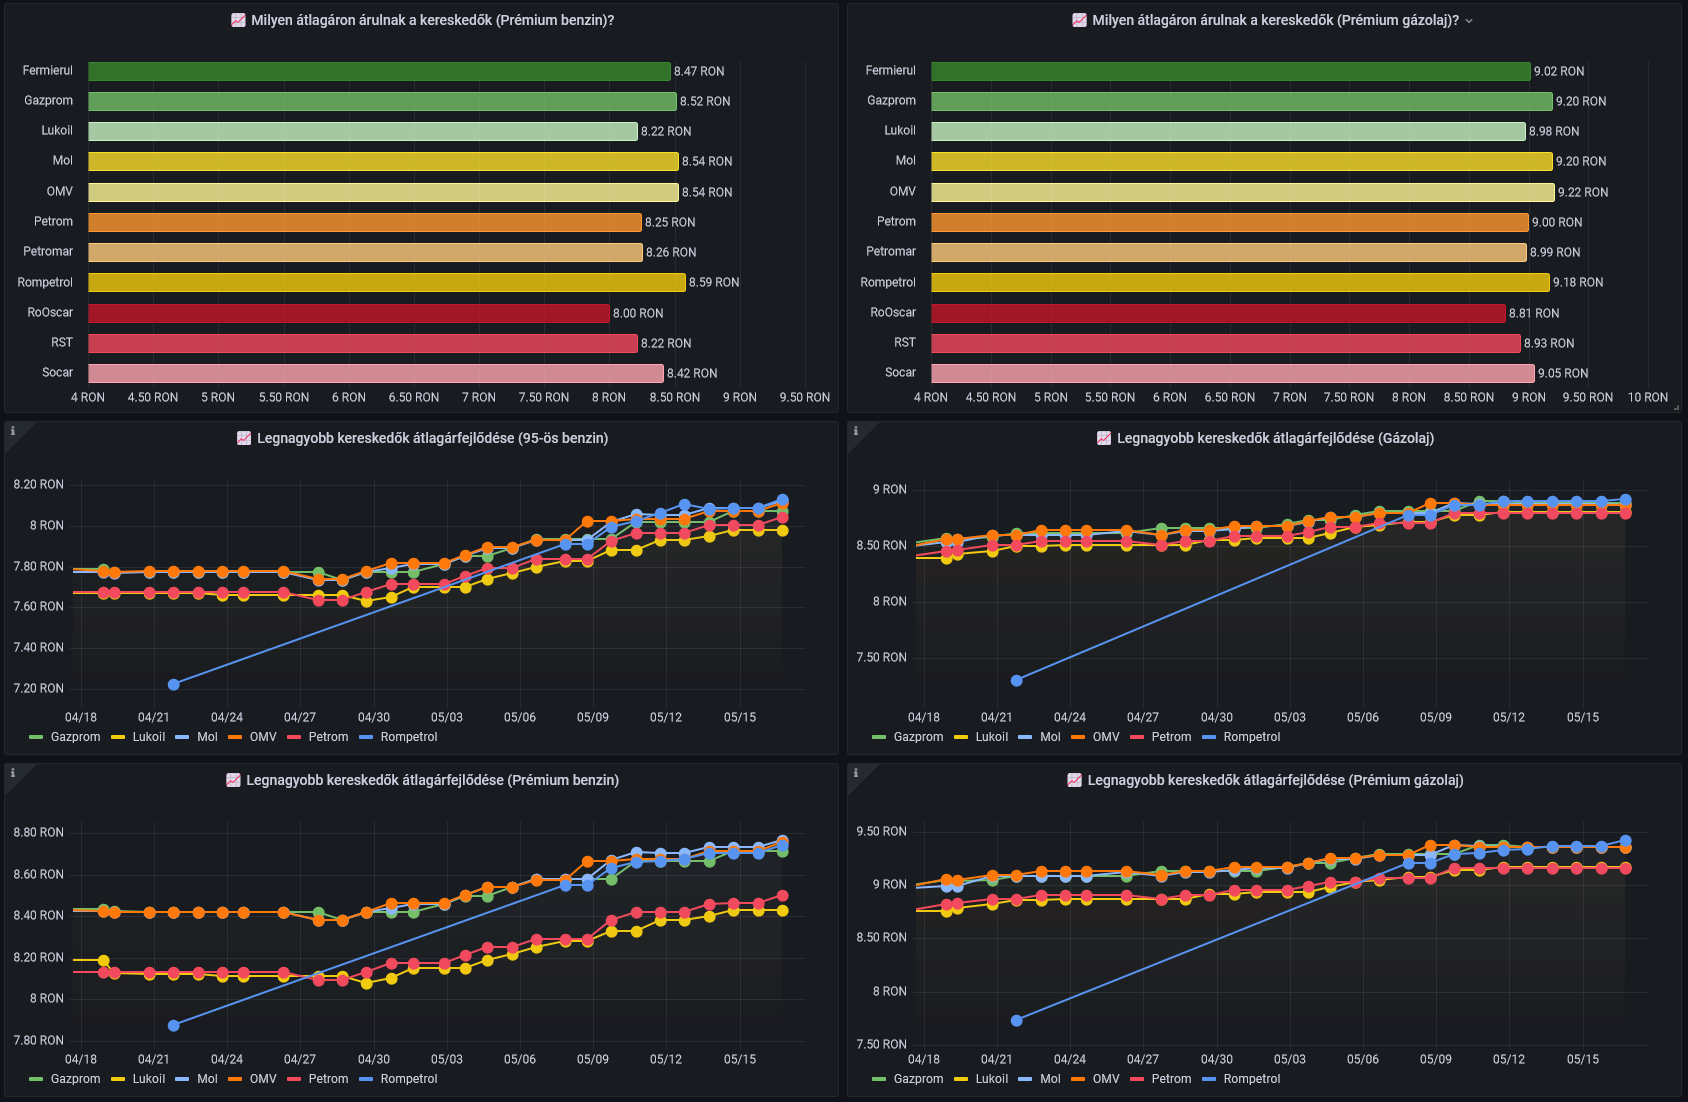 Milyen átlagáron árulnak a kereskedők (Prémium benzin)?
Fermierul 8.47 RON
Gazprom 8.52 RON
Lukoil 8.22 RON
Mol 8.54 RON
OMV 8.54 RON
Petrom 8.25 RON
Petromar 8.26 RON
Rompetrol 8.59 RON
RoOscar 8.00 RON
RST 8.22 RON
Socar 8.42 RON
4 RON 4.50 RON 5 RON 5.50 RON 6 RON 6.50 RON 7 RON 7.50 RON 8 RON 8.50 RON 9 RON 9.50 RON
Milyen átlagáron árulnak a kereskedők (Prémium gázolaj)?
Fermierul 9.02 RON
Gazprom 9.20 RON
Lukoil 8.98 RON
Mol 9.20 RON
OMV 9.22 RON
Petrom 9.00 RON
Petromar 8.99 RON
Rompetrol 9.18 RON
RoOscar 8.81 RON
RST 8.93 RON
Socar 9.05 RON
4 RON 4.50 RON 5 RON 5.50 RON 6 RON 6.50 RON 7 RON 7.50 RON 8 RON 8.50 RON 9 RON 9.50 RON 10 RON
i
Legnagyobb kereskedők átlagárfejlődése (95-ös benzin)
8.20 RON
8 RON
7.80 RON
7.60 RON
7.40 RON
7.20 RON
04/18 04/21 04/24 04/27 04/30 05/03 05/06 05/09 05/12 05/15
Gazprom Lukoil Mol OMV Petrom Rompetrol
i
Legnagyobb kereskedők átlagárfejlődése (Gázolaj)
9 RON
8.50 RON
8 RON
7.50 RON
04/18 04/21 04/24 04/27 04/30 05/03 05/06 05/09 05/12 05/15
Gazprom Lukoil Mol OMV Petrom Rompetrol
i
Legnagyobb kereskedők átlagárfejlődése (Prémium benzin)
8.80 RON
8.60 RON
8.40 RON
8.20 RON
8 RON
7.80 RON
04/18 04/21 04/24 04/27 04/30 05/03 05/06 05/09 05/12 05/15
Gazprom Lukoil Mol OMV Petrom Rompetrol
i
Legnagyobb kereskedők átlagárfejlődése (Prémium gázolaj)
9.50 RON
9 RON
8.50 RON
8 RON
7.50 RON
04/18 04/21 04/24 04/27 04/30 05/03 05/06 05/09 05/12 05/15
Gazprom Lukoil Mol OMV Petrom Rompetrol